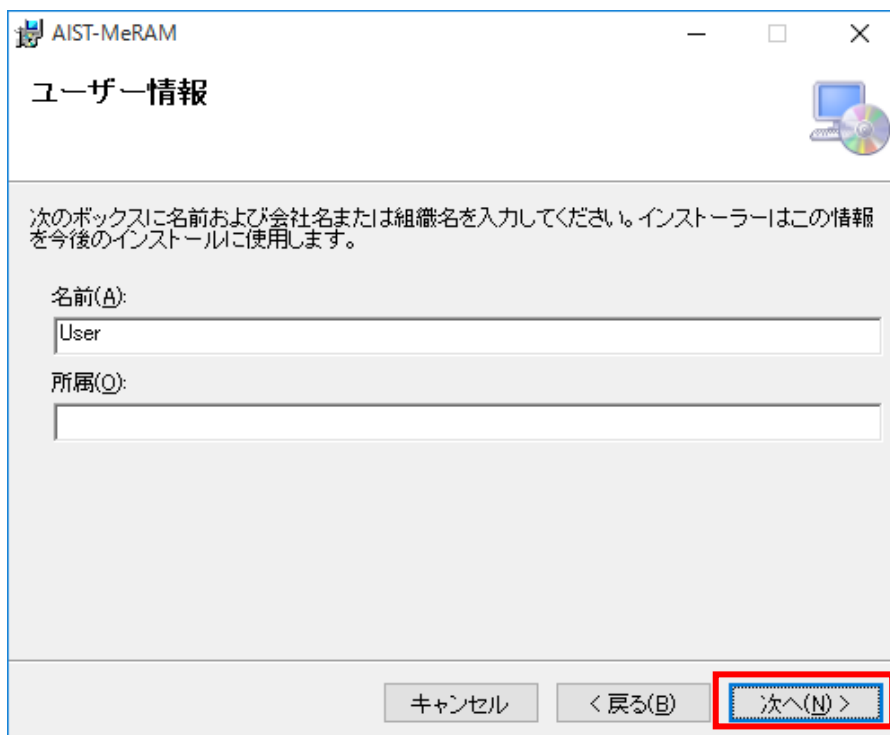 AIST-MeRAM
ユーザー情報
次のボックスに名前および会社名または組織名を入力してください。インストーラーはこの情報
を今後のインストールに使用します。
名前(A):
User
所属(O):
キャンセル
< 戻る(B)
次へ(N) >